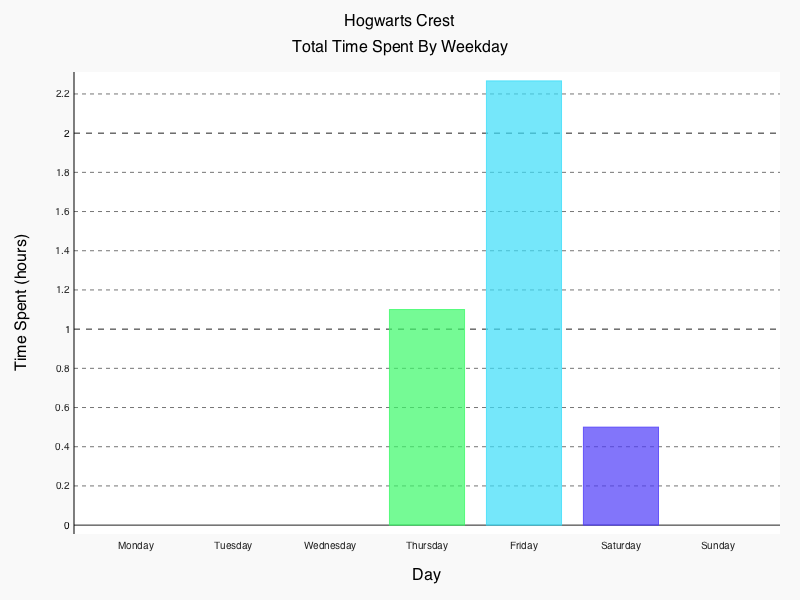 Hogwarts Crest
Total Time Spent By Weekday
Time Spent (hours)
2.2
2
1.8
1.6
1.4
1.2
1
0.8
0.6
0.4
0.2
0
Monday Tuesday Wednesday Thursday Friday Saturday Sunday
Day